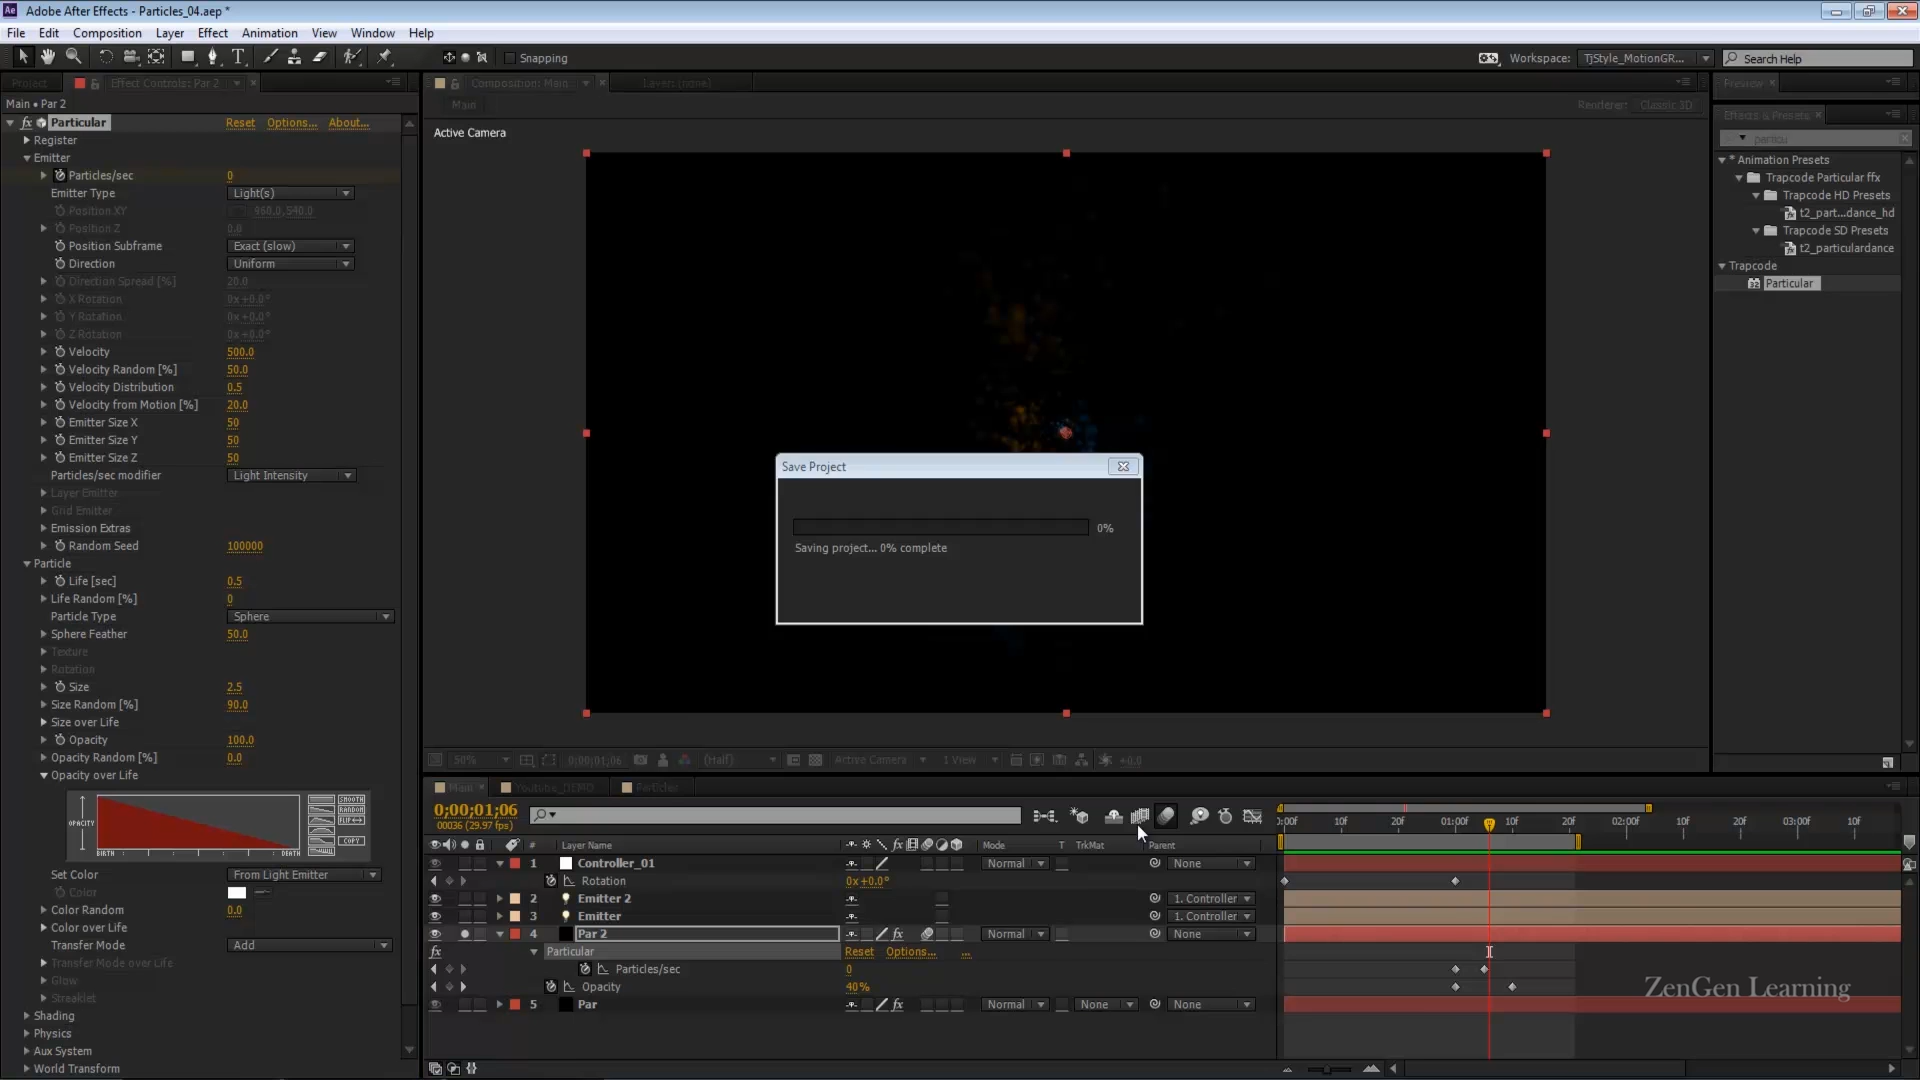 Adobe After Effects - Particles_04.aep *
File Edit Composition Layer Effect Animation View Window Help
Snapping
Workspace: TjStyle_MotionGR...
Search Help
Project
Effect Controls: Par 2
Composition: Main
Layer: (none)
Preview
Main • Par 2
Main
Renderer: Classic 3D
Effects & Presets
Active Camera
particu
Particular Reset Options... About...
Register
Emitter
Particles/sec 0
Emitter Type Light(s)
Position XY 960.0,540.0
Position Z 0.0
Position Subframe Exact (slow)
Direction Uniform
Direction Spread [%] 20.0
X Rotation 0x+0.0°
Y Rotation 0x+0.0°
Z Rotation 0x+0.0°
Velocity 500.0
Velocity Random [%] 50.0
Velocity Distribution 0.5
Velocity from Motion [%] 20.0
Emitter Size X 50
Emitter Size Y 50
Emitter Size Z 50
Particles/sec modifier Light Intensity
Layer Emitter
Grid Emitter
Emission Extras
Random Seed 100000
Particle
Life [sec] 0.5
Life Random [%] 0
Particle Type Sphere
Sphere Feather 50.0
Texture
Rotation
Size 2.5
Size Random [%] 90.0
Size over Life
Opacity 100.0
Opacity Random [%] 0.0
Opacity over Life
OPACITY
SMOOTH
RANDOM
FLIP
COPY
BIRTH DEATH
Set Color From Light Emitter
Color
Color Random 0.0
Color over Life
Transfer Mode Add
Transfer Mode over Life
Glow
Streaklet
Shading
Physics
Aux System
World Transform
* Animation Presets
Trapcode Particular ffx
Trapcode HD Presets
t2_part...dance_hd
Trapcode SD Presets
t2_particulardance
Trapcode
Particular
Save Project
0%
Saving project... 0% complete
50% 0;00;01;06 (Half) Active Camera 1 View +0.0
Main Youtube_DEMO Particles
0;00;01;06
00036 (29.97 fps)
:00f 10f 20f 01:00f 10f 20f 02:00f 10f 20f 03:00f 10f
# Layer Name Mode T TrkMat Parent
1 Controller_01 Normal None
Rotation 0x+0.0°
2 Emitter 2 1. Controller
3 Emitter 1. Controller
4 Par 2 Normal None
Particular Reset Options... ...
Particles/sec 0
Opacity 40%
5 Par Normal None None
ZenGen Learning